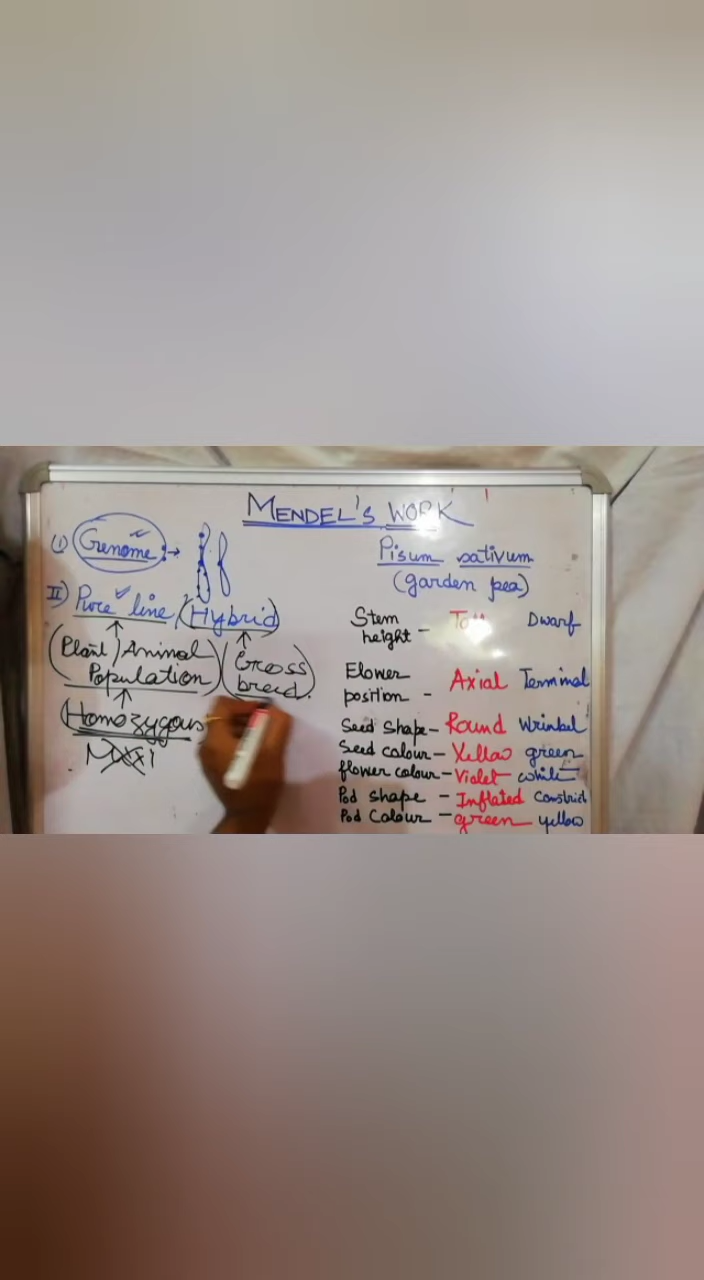 MENDEL'S WORK
(I) Genome →
II) Pure line / (Hybrid)
(Plant / Animal
Population)
(Cross
breed.)
(Homozygous
Pisum sativum
(garden pea)
Stem height - Dwarf
Flower position - Axial Terminal
Seed shape - Round Wrinkel
Seed colour - Yellow green
flower colour - Violet white
Pod shape - Inflated Constrid
Pod Colour - green yellow